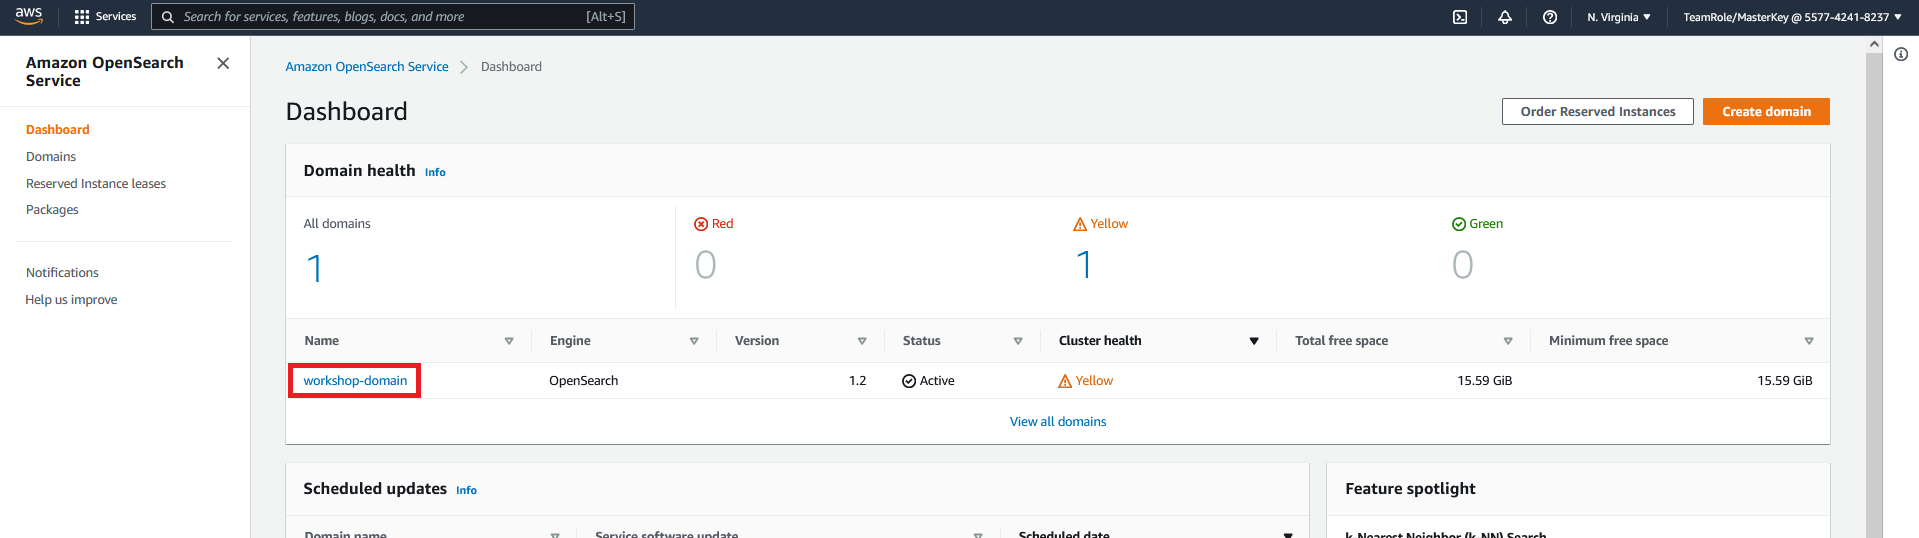 aws Services Search for services, features, blogs, docs, and more [Alt+S] N. Virginia ▼ TeamRole/MasterKey @ 5577-4241-8237 ▼
Amazon OpenSearch
Service
Dashboard
Domains
Reserved Instance leases
Packages
Notifications
Help us improve
Amazon OpenSearch Service > Dashboard
Dashboard
Order Reserved Instances Create domain
Domain health Info
All domains Red Yellow Green
1 0 1 0
Name Engine Version Status Cluster health Total free space Minimum free space
workshop-domain OpenSearch 1.2 Active Yellow 15.59 GiB 15.59 GiB
View all domains
Scheduled updates Info Feature spotlight
Domain name Service software update Scheduled date k-Nearest Neighbor (k-NN) Search